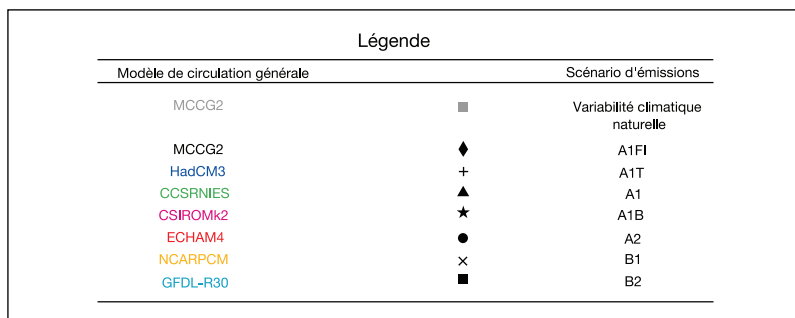 Légende
Modèle de circulation générale Scénario d'émissions
MCCG2 Variabilité climatique
naturelle
MCCG2 A1FI
HadCM3 A1T
CCSRNIES A1
CSIROMk2 A1B
ECHAM4 A2
NCARPCM B1
GFDL-R30 B2